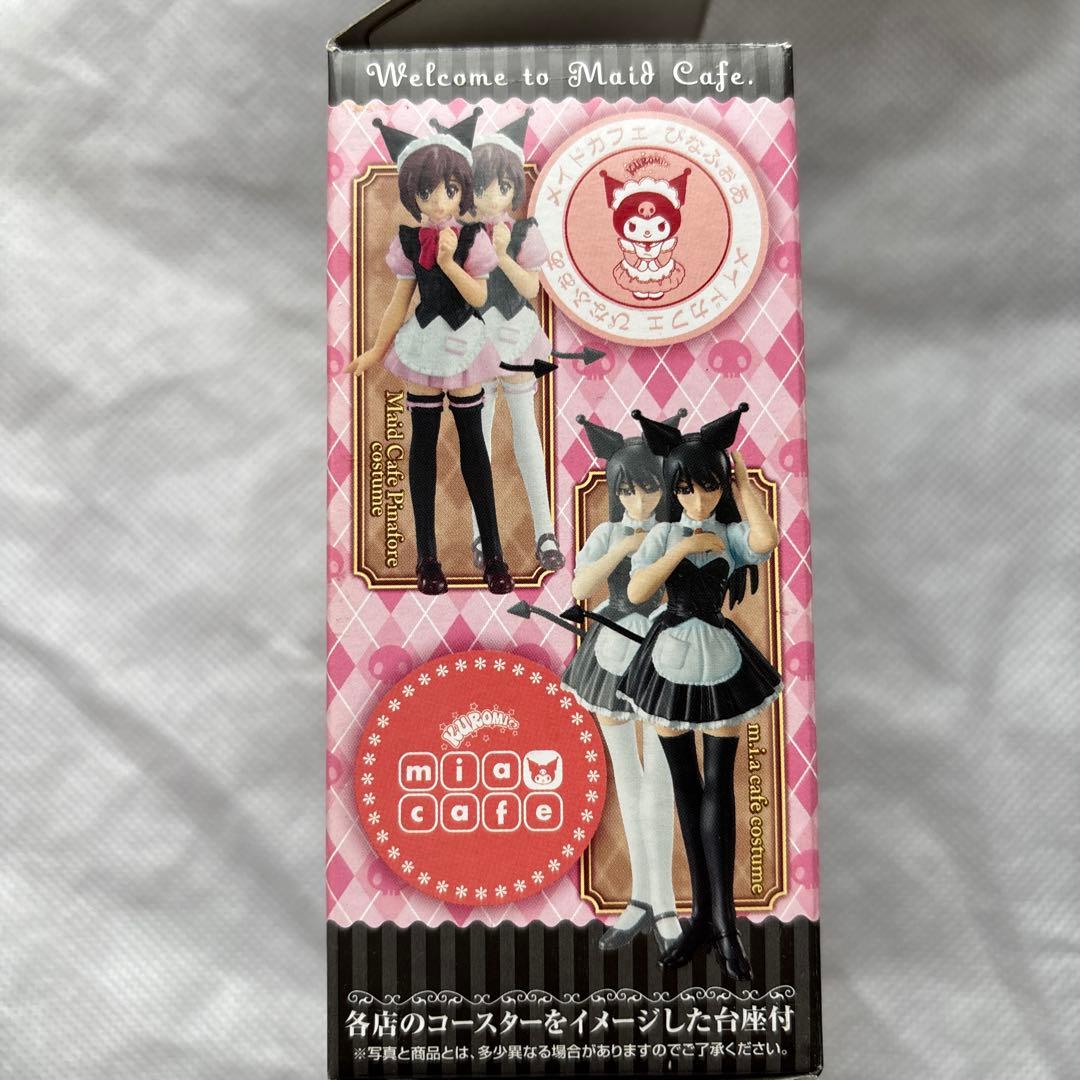 Welcome to Maid Cafe.
メイドカフェ ぴなふぉあ
KUROMI
メイドカフェ ぴなふぉあ
Maid Cafe Pinafore
costume
KUROMI
mia
cafe
m.i.a cafe costume
各店のコースターをイメージした台座付
※写真と商品とは、多少異なる場合がありますのでご了承ください。